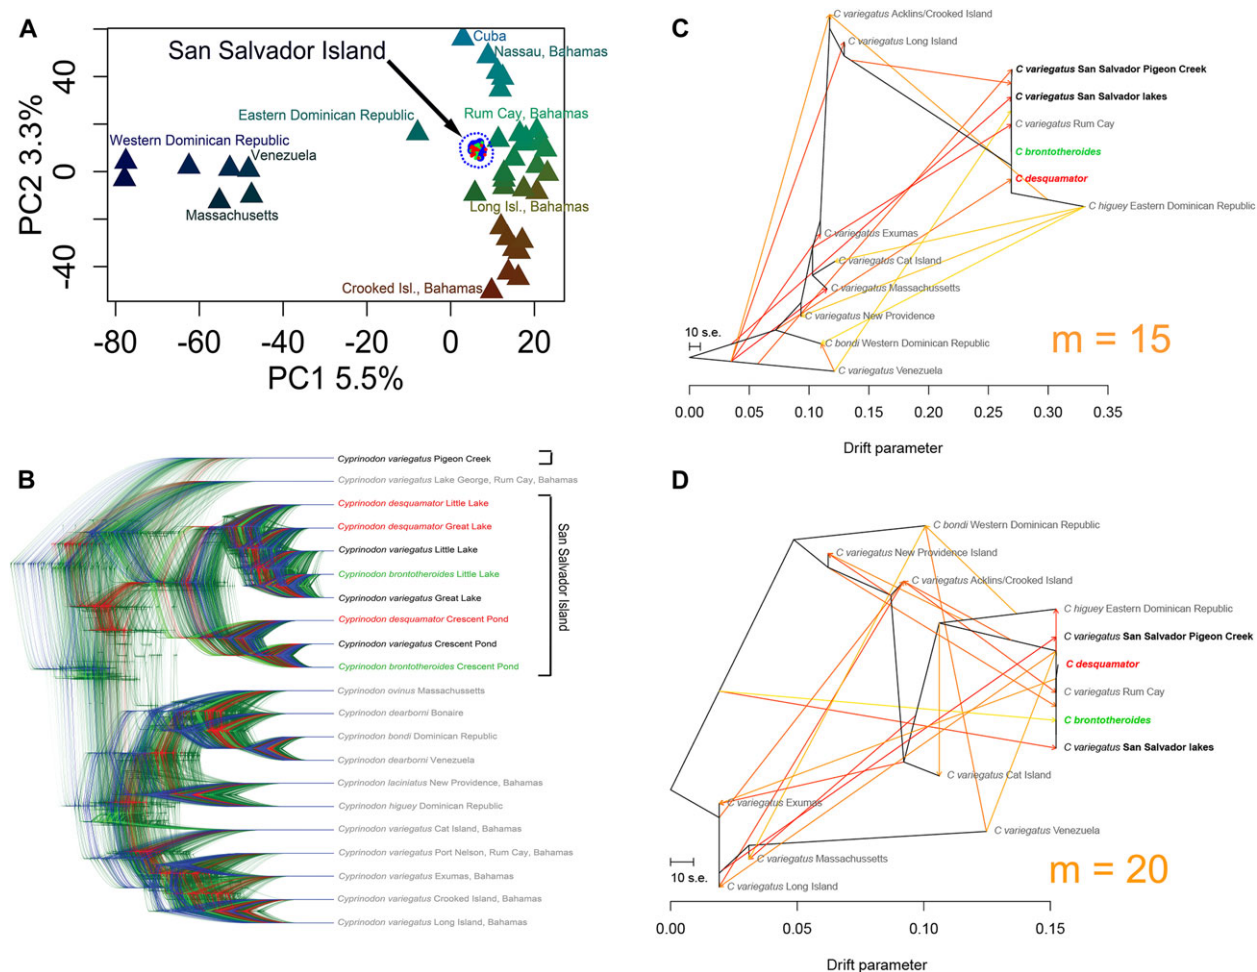 A
San Salvador Island
Cuba
Nassau, Bahamas
Rum Cay, Bahamas
Eastern Dominican Republic
Western Dominican Republic
Venezuela
Massachusetts
Long Isl., Bahamas
Crooked Isl., Bahamas
PC2 3.3%
40
0
-40
-80
-60
-40
-20
0
20
PC1 5.5%
B
Cyprinodon variegatus Pigeon Creek
Cyprinodon variegatus Lake George, Rum Cay, Bahamas
Cyprinodon desquamator Little Lake
Cyprinodon desquamator Great Lake
Cyprinodon variegatus Little Lake
Cyprinodon brontotheroides Little Lake
Cyprinodon variegatus Great Lake
Cyprinodon desquamator Crescent Pond
Cyprinodon variegatus Crescent Pond
Cyprinodon brontotheroides Crescent Pond
San Salvador Island
Cyprinodon ovinus Massachussetts
Cyprinodon dearborni Bonaire
Cyprinodon bondi Dominican Republic
Cyprinodon dearborni Venezuela
Cyprinodon laciniatus New Providence, Bahamas
Cyprinodon higuey Dominican Republic
Cyprinodon variegatus Cat Island, Bahamas
Cyprinodon variegatus Port Nelson, Rum Cay, Bahamas
Cyprinodon variegatus Exumas, Bahamas
Cyprinodon variegatus Crooked Island, Bahamas
Cyprinodon variegatus Long Island, Bahamas
C
C variegatus Acklins/Crooked Island
C variegatus Long Island
C variegatus San Salvador Pigeon Creek
C variegatus San Salvador lakes
C variegatus Rum Cay
C brontotheroides
C desquamator
C higuey Eastern Dominican Republic
C variegatus Exumas
C variegatus Cat Island
C variegatus Massachussetts
C variegatus New Providence
10 s.e.
C bondi Western Dominican Republic
m = 15
C variegatus Venezuela
0.00
0.05
0.10
0.15
0.20
0.25
0.30
0.35
Drift parameter
D
C bondi Western Dominican Republic
C variegatus New Providence Island
C variegatus Acklins/Crooked Island
C higuey Eastern Dominican Republic
C variegatus San Salvador Pigeon Creek
C desquamator
C variegatus Rum Cay
C brontotheroides
C variegatus San Salvador lakes
C variegatus Cat Island
C variegatus Exumas
C variegatus Venezuela
C variegatus Massachussetts
10 s.e.
m = 20
C variegatus Long Island
0.00
0.05
0.10
0.15
Drift parameter